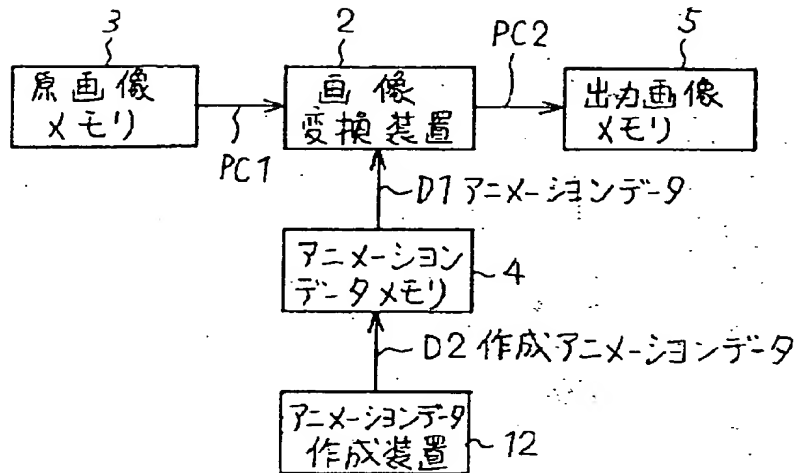 3
2
PC2
5
原画像
メモリ
画像
変換装置
出力画像
メモリ
PC1
D1 アニメーションデータ
アニメーション
データメモリ
4
D2 作成アニメーションデータ
アニメーションデータ
作成装置
12